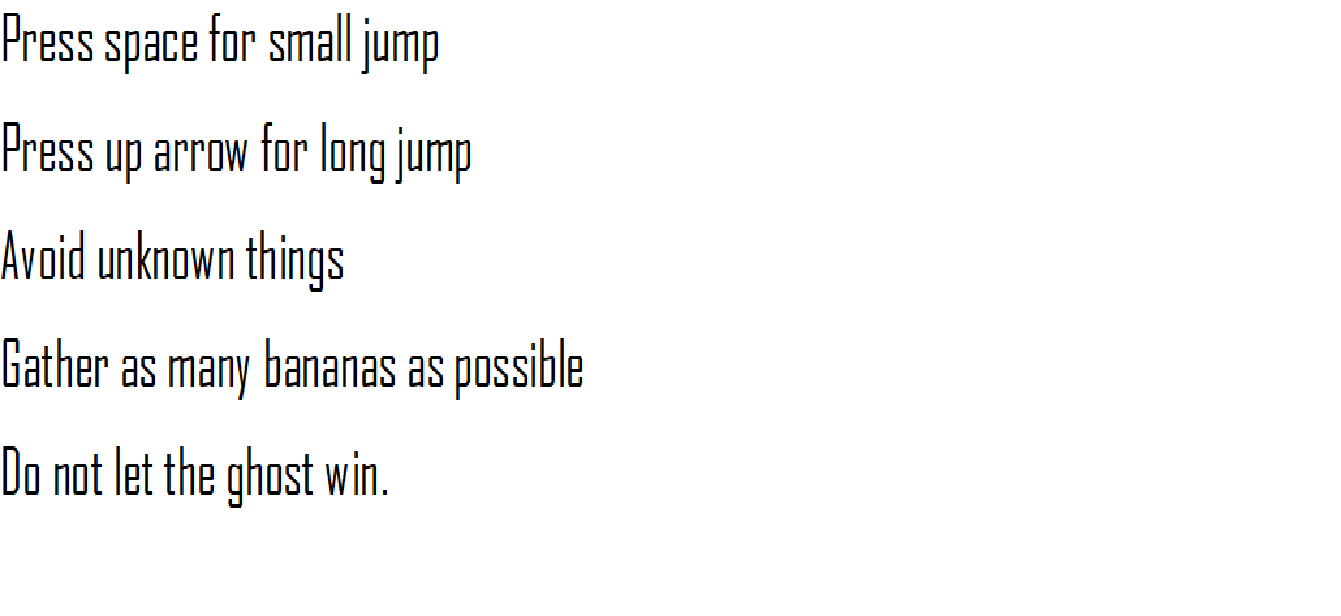 Press space for small jump
Press up arrow for long jump
Avoid unknown things
Gather as many bananas as possible
Do not let the ghost win.